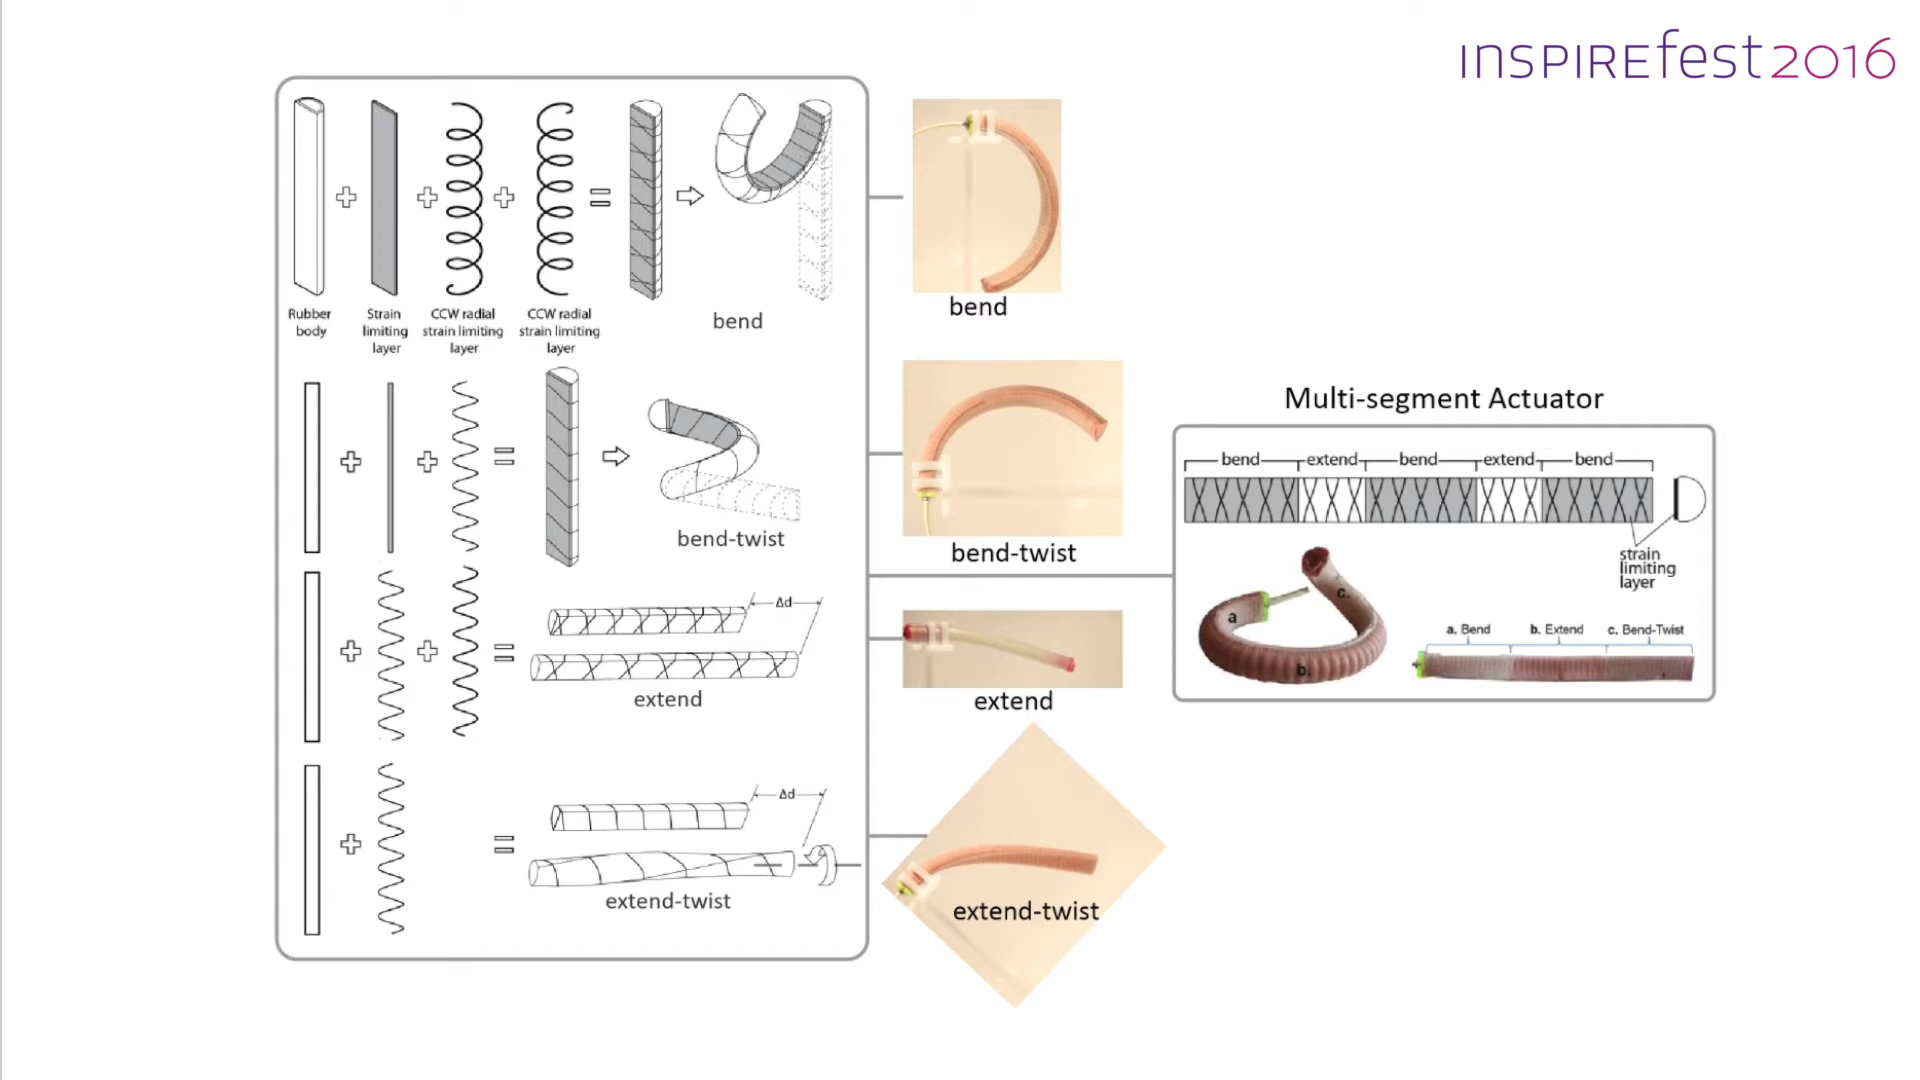 INSPIREfest2016
Rubber
body
Strain
limiting
layer
CCW radial
strain limiting
layer
CCW radial
strain limiting
layer
bend
bend
bend-twist
bend-twist
Δd
extend
extend
Δd
extend-twist
extend-twist
Multi-segment Actuator
bend extend bend extend bend
strain
limiting
layer
a
b.
c.
a. Bend b. Extend c. Bend-Twist